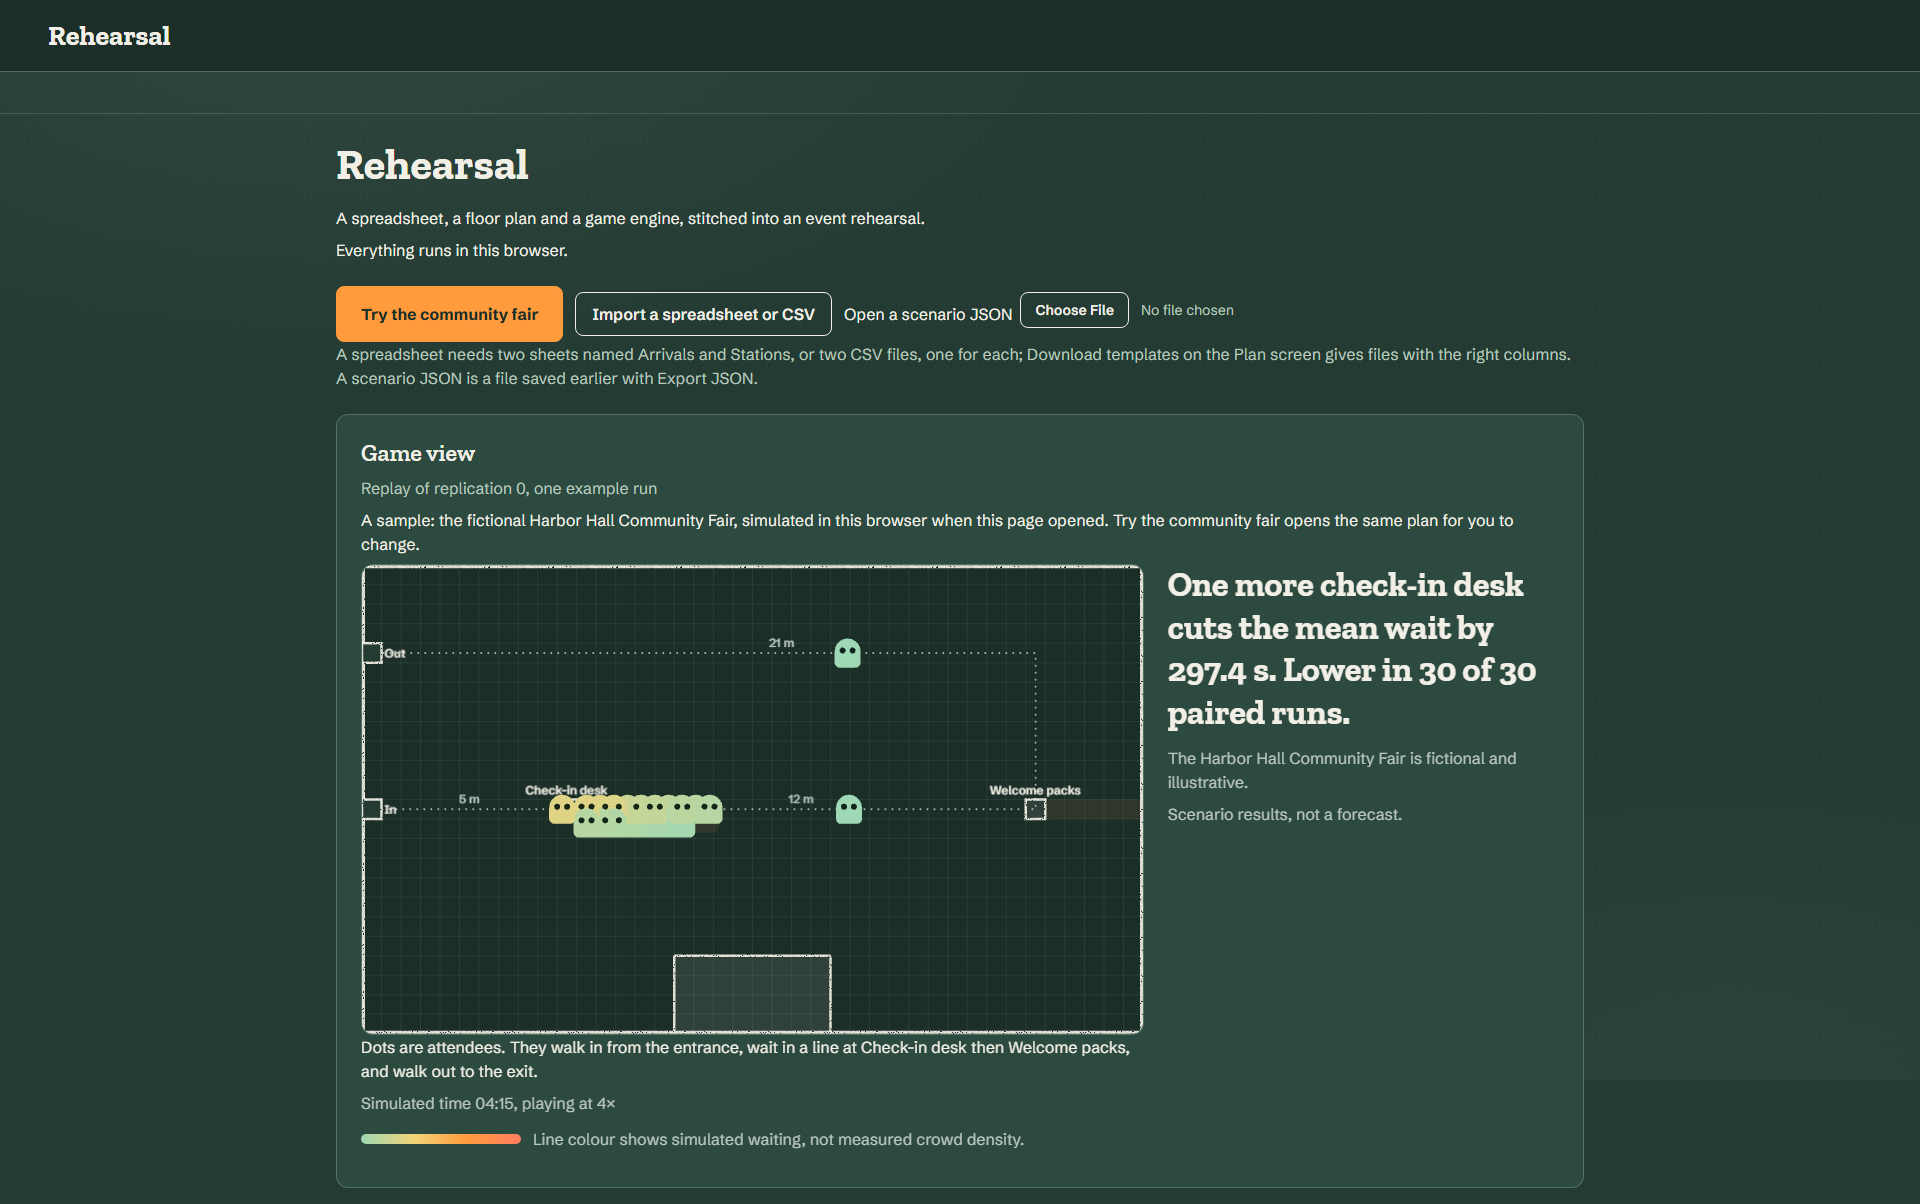 Rehearsal
Rehearsal
A spreadsheet, a floor plan and a game engine, stitched into an event rehearsal.
Everything runs in this browser.
Try the community fair
Import a spreadsheet or CSV
Open a scenario JSON
Choose File
No file chosen
A spreadsheet needs two sheets named Arrivals and Stations, or two CSV files, one for each; Download templates on the Plan screen gives files with the right columns.
A scenario JSON is a file saved earlier with Export JSON.
Game view
Replay of replication 0, one example run
A sample: the fictional Harbor Hall Community Fair, simulated in this browser when this page opened. Try the community fair opens the same plan for you to
change.
21 m
Out
Check-in desk
Welcome packs
5 m
12 m
In
One more check-in desk
cuts the mean wait by
297.4 s. Lower in 30 of 30
paired runs.
The Harbor Hall Community Fair is fictional and
illustrative.
Scenario results, not a forecast.
Dots are attendees. They walk in from the entrance, wait in a line at Check-in desk then Welcome packs,
and walk out to the exit.
Simulated time 04:15, playing at 4×
Line colour shows simulated waiting, not measured crowd density.